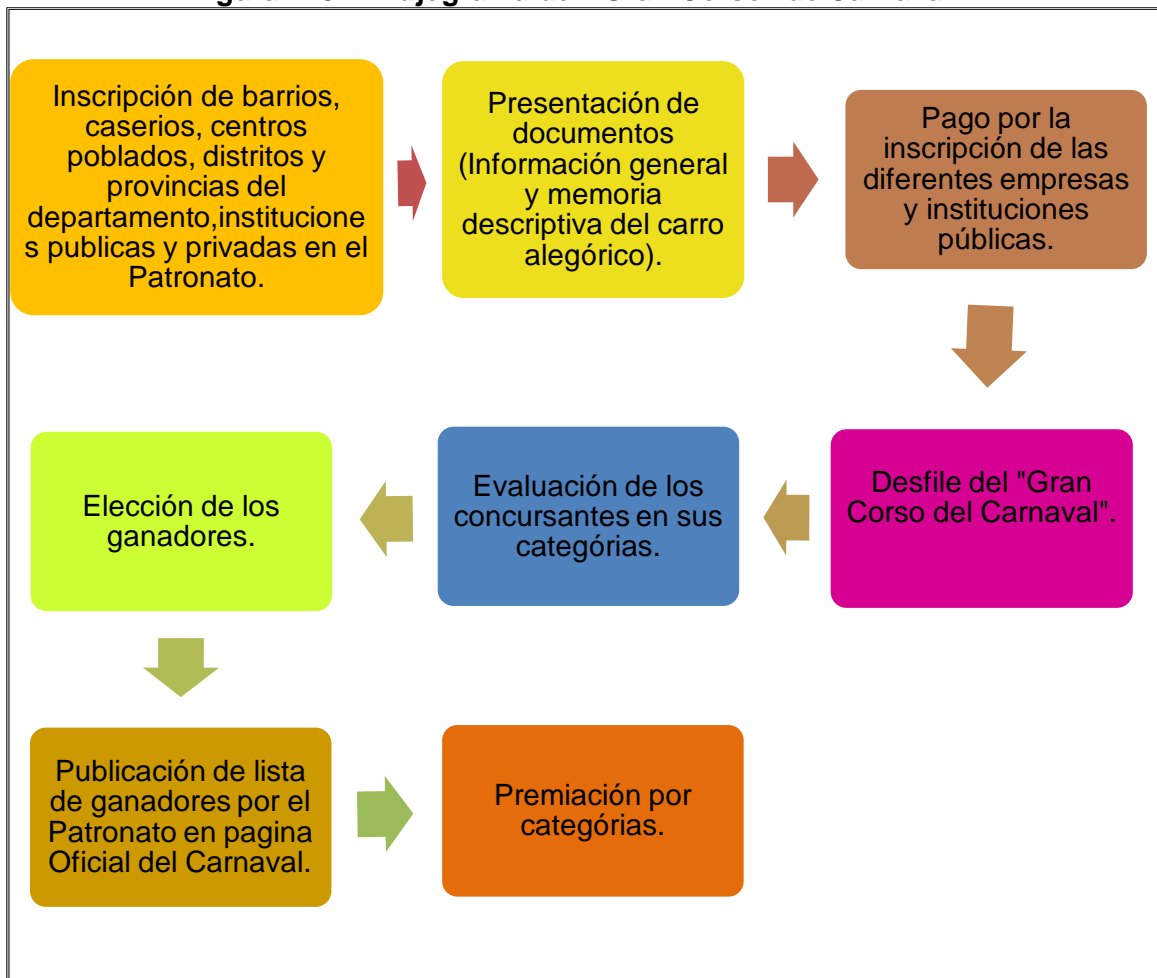 Inscripción de barrios,
caserios, centros
poblados, distritos y
provincias del
departamento,institucione
s publicas y privadas en el
Patronato.
Presentación de
documentos
(Información general
y memoria
descriptiva del carro
alegórico).
Pago por la
inscripción de las
diferentes empresas
y instituciones
públicas.
Desfile del "Gran
Corso del Carnaval".
Evaluación de los
concursantes en sus
categórias.
Elección de los
ganadores.
Publicación de lista
de ganadores por el
Patronato en pagina
Oficial del Carnaval.
Premiación por
categórias.